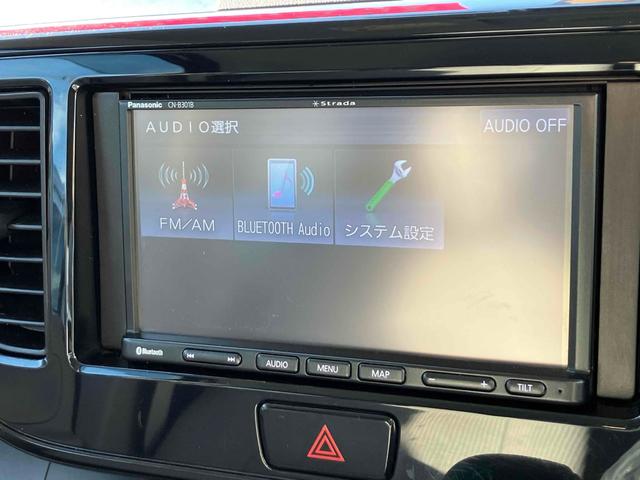 Panasonic CN-B301B Strada
AUDIO選択 AUDIO OFF
FM/AM BLUETOOTH Audio システム設定
Bluetooth AUDIO MENU MAP - + TILT